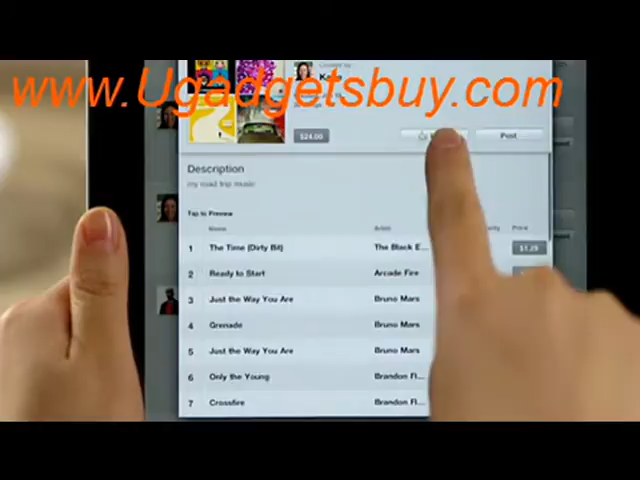 www.Ugadgetsbuy.com
$24.00
Post
Description
my road trip music
Tap to Preview
Name Artist Price
1 The Time (Dirty Bit) The Black E... $1.29
2 Ready to Start Arcade Fire
3 Just the Way You Are Bruno Mars
4 Grenade Bruno Mars
5 Just the Way You Are Bruno Mars
6 Only the Young Brandon Fl...
7 Crossfire Brandon Fl...